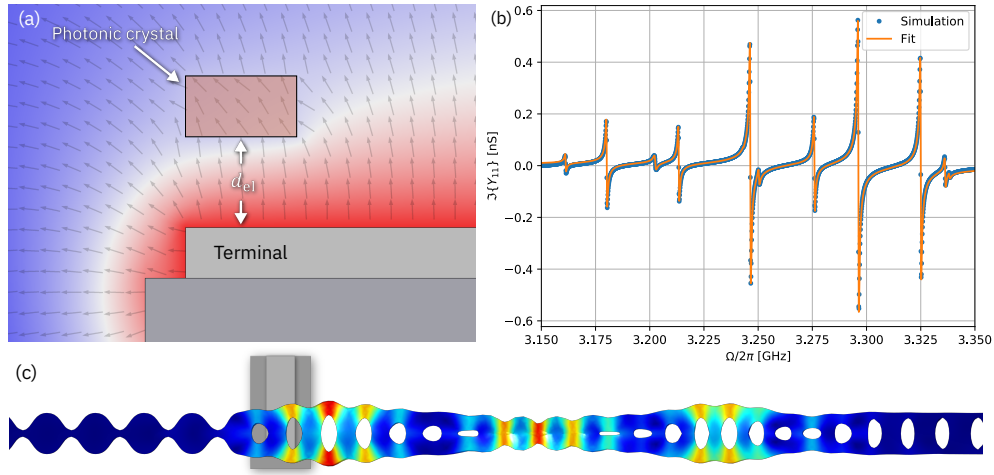 (a)
Photonic crystal
d_el
Terminal
(b)
Simulation
Fit
ℑ{Y₁₁} [nS]
0.6
0.4
0.2
0.0
−0.2
−0.4
−0.6
3.150 3.175 3.200 3.225 3.250 3.275 3.300 3.325 3.350
Ω/2π [GHz]
(c)